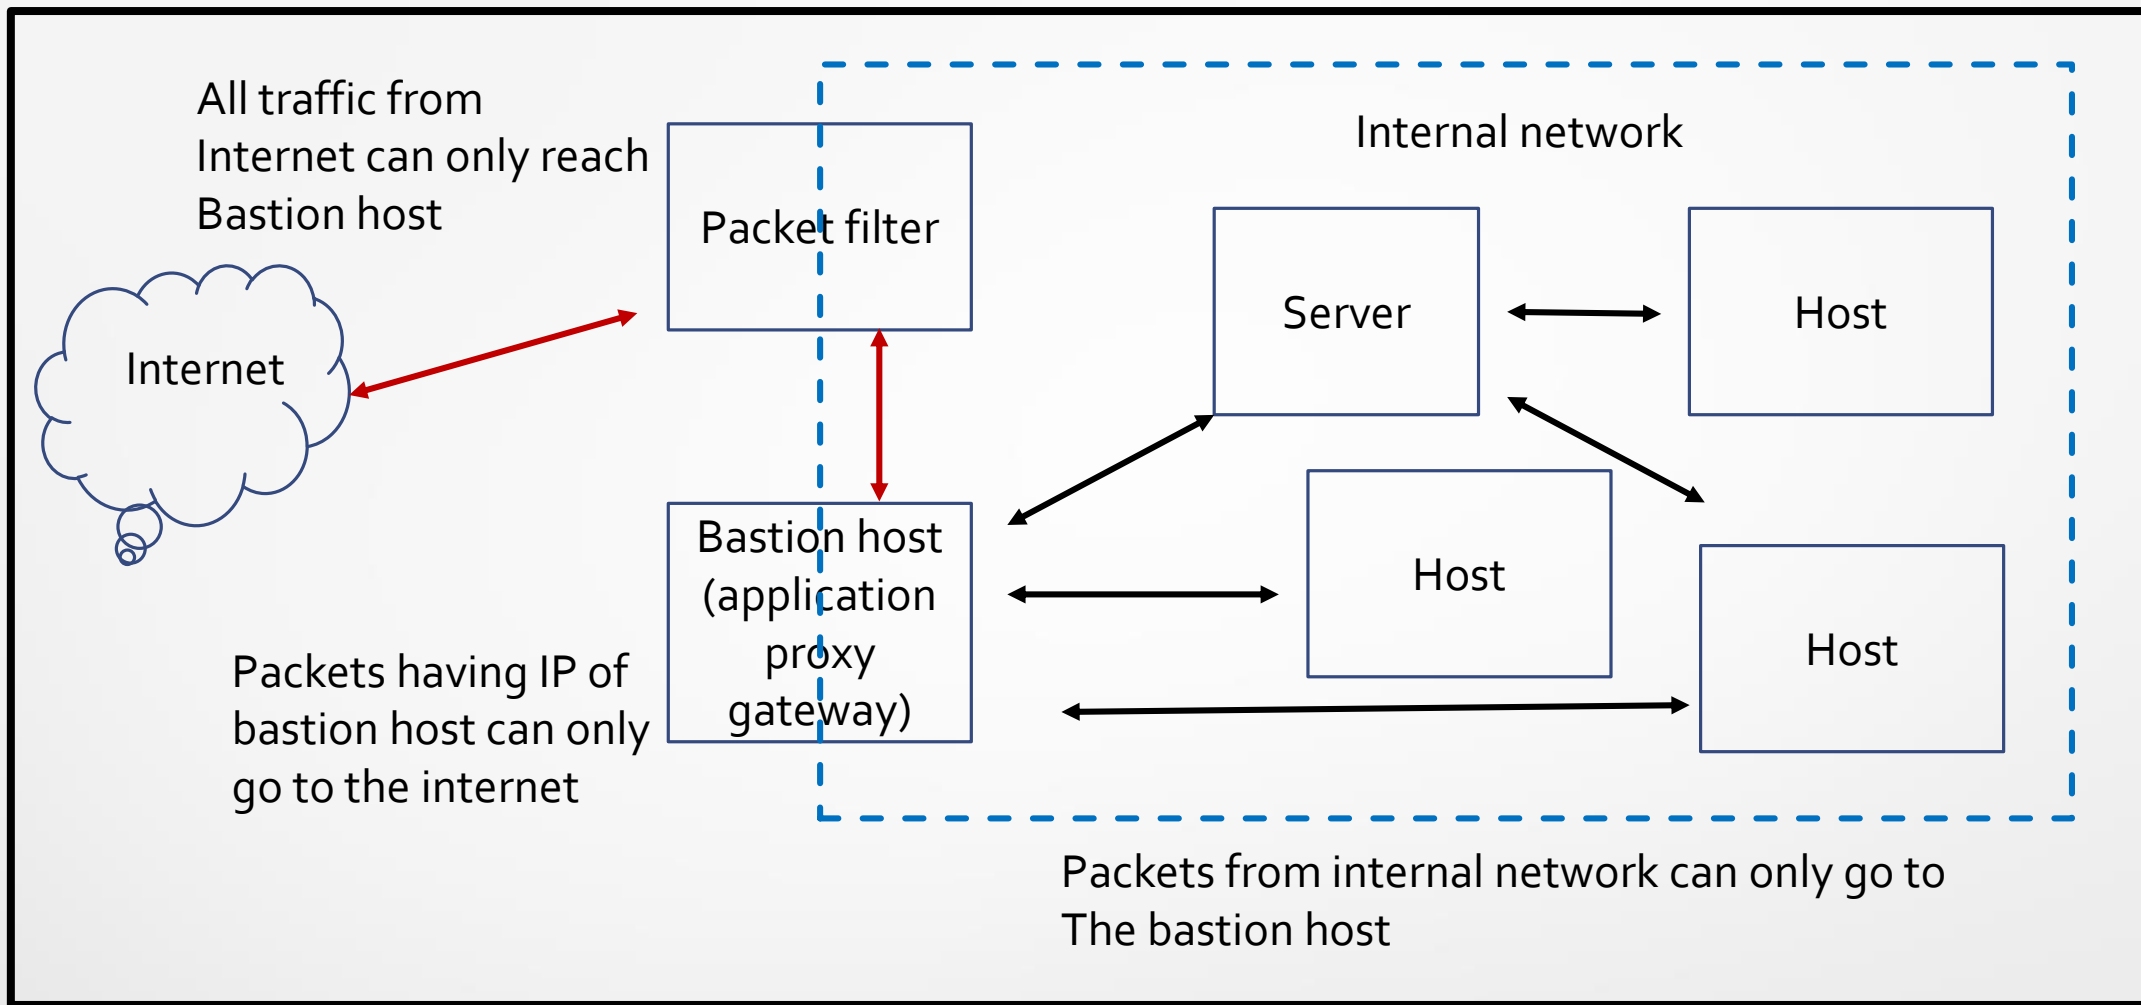 All traffic from
Internet can only reach
Bastion host
Internal network
Packet filter
Server
Host
Internet
Bastion host
(application
proxy
gateway)
Host
Host
Packets having IP of
bastion host can only
go to the internet
Packets from internal network can only go to
The bastion host